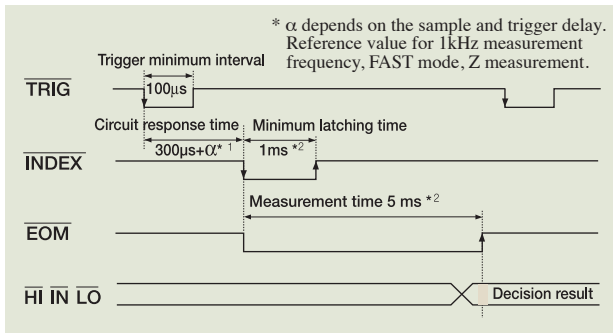 * α depends on the sample and trigger delay.
Reference value for 1kHz measurement
frequency, FAST mode, Z measurement.
Trigger minimum interval
TRIG
100μs
Circuit response time
Minimum latching time
300μs+α* 1
1ms *2
INDEX
Measurement time 5 ms *2
EOM
HI IN LO
Decision result